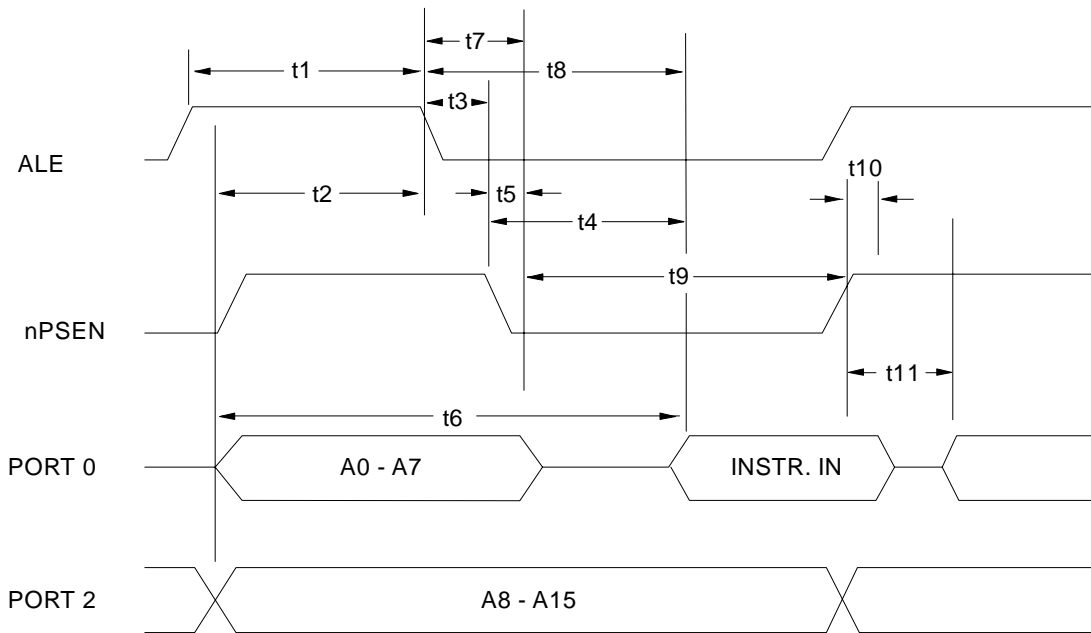 t7
t1
t8
t3
ALE
t10
t2
t5
t4
t9
nPSEN
t11
t6
PORT 0
A0 - A7
INSTR. IN
PORT 2
A8 - A15